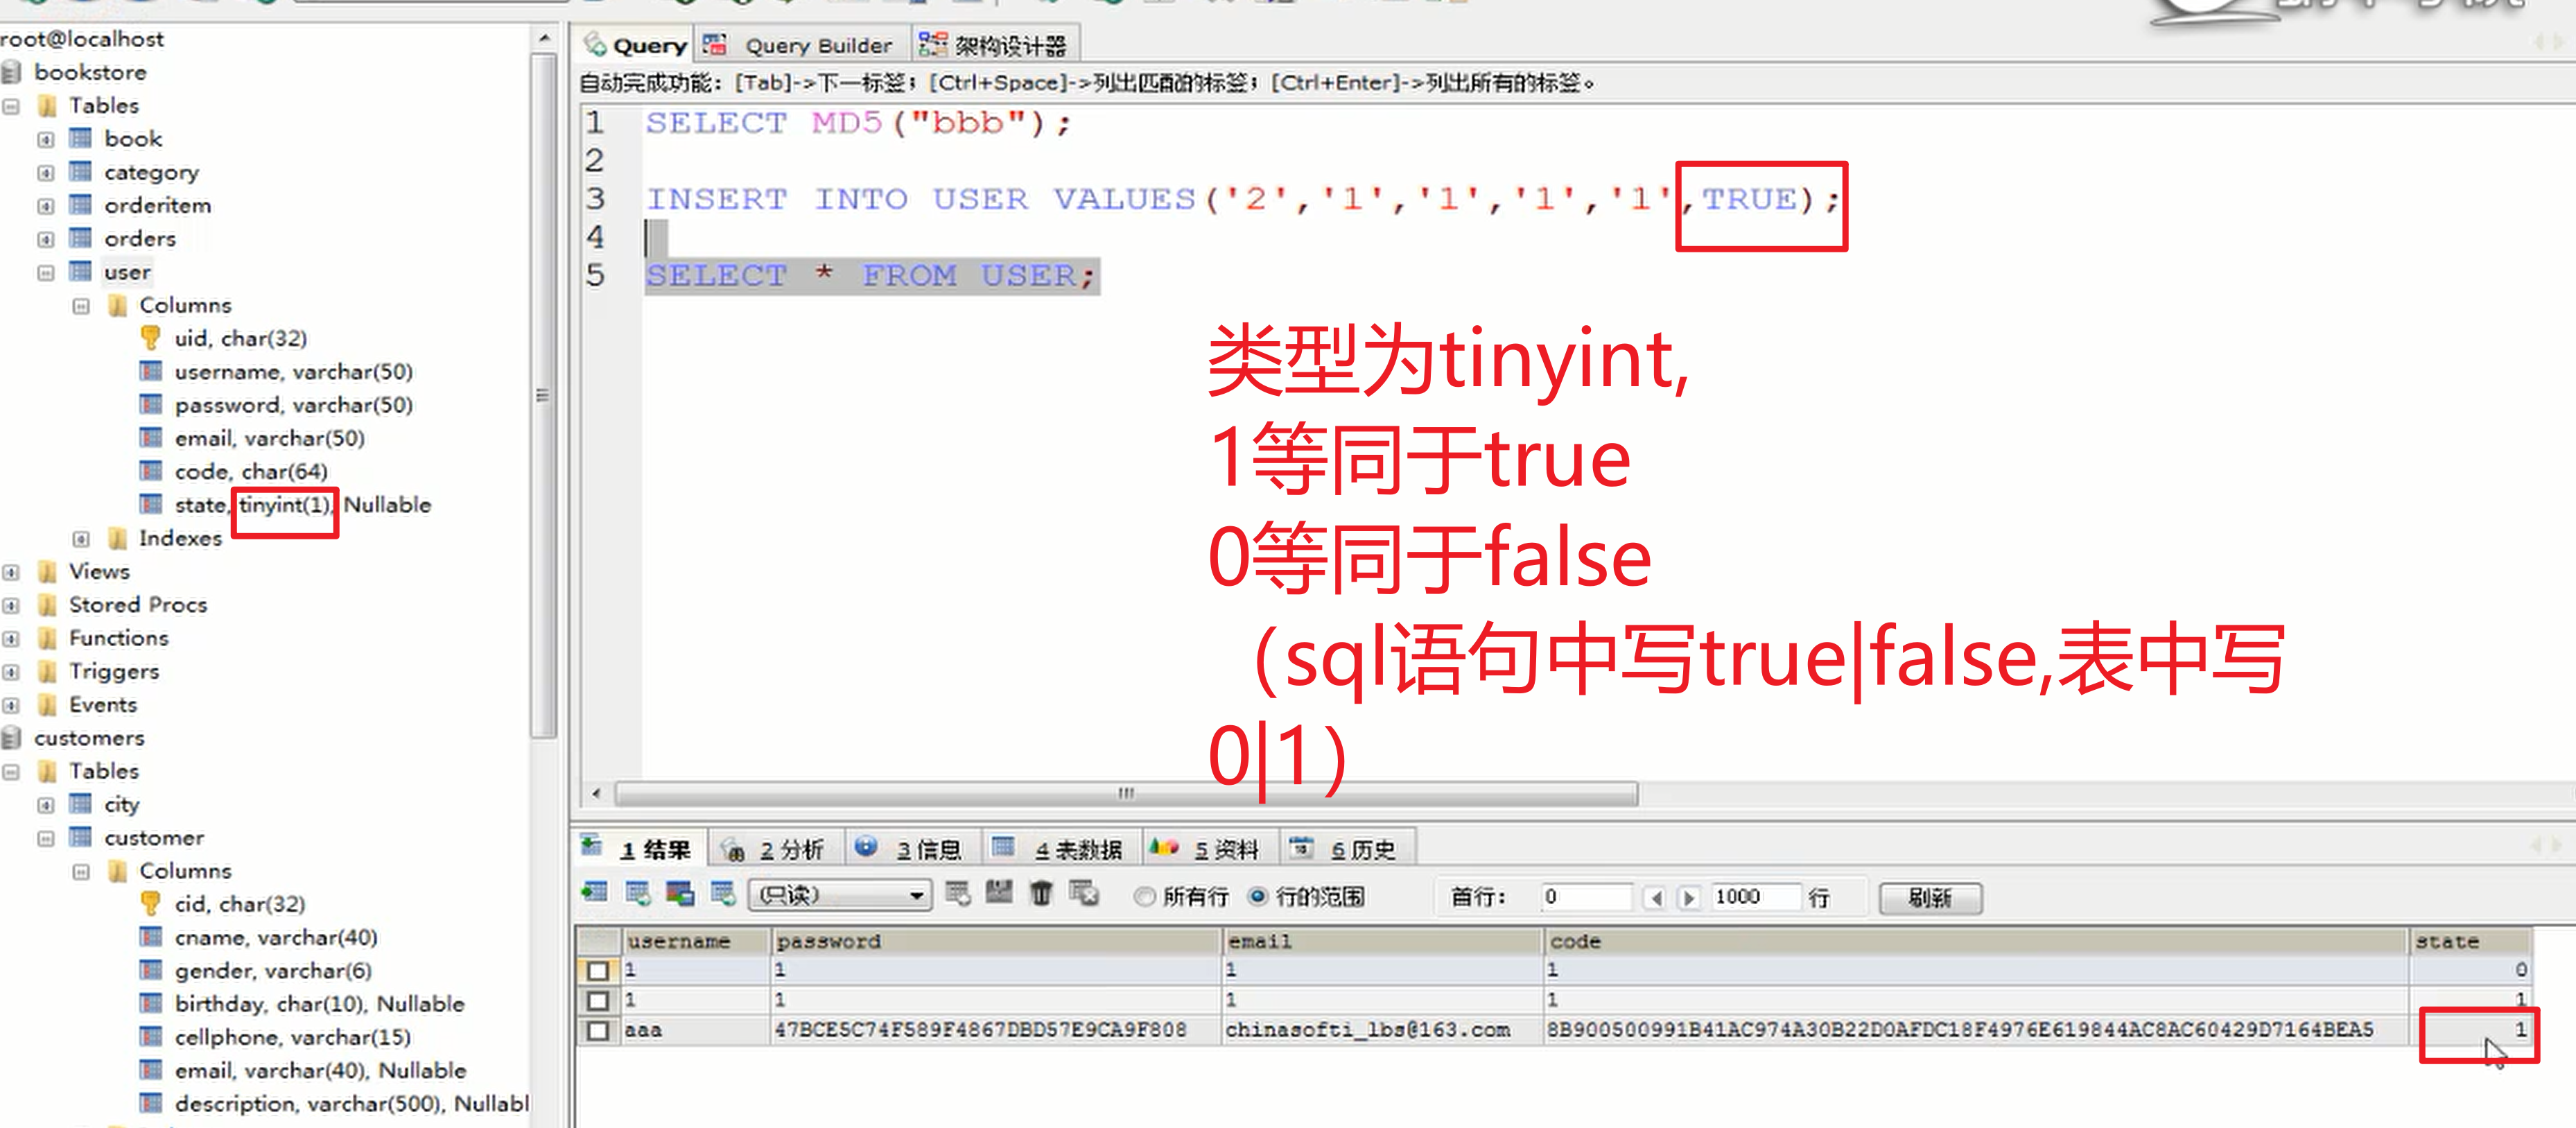 root@localhost
bookstore
Tables
book
category
orderitem
orders
user
Columns
uid, char(32)
username, varchar(50)
password, varchar(50)
email, varchar(50)
code, char(64)
state, tinyint(1), Nullable
Indexes
Views
Stored Procs
Functions
Triggers
Events
customers
Tables
city
customer
Columns
cid, char(32)
cname, varchar(40)
gender, varchar(6)
birthday, char(10), Nullable
cellphone, varchar(15)
email, varchar(40), Nullable
description, varchar(500), Nullabl
Query Query Builder 架构设计器
自动完成功能: [Tab]->下一标签; [Ctrl+Space]->列出匹配的标签; [Ctrl+Enter]->列出所有的标签。
1 SELECT MD5("bbb");
2
3 INSERT INTO USER VALUES('2','1','1','1','1',TRUE);
4
5 SELECT * FROM USER;
类型为tinyint,
1等同于true
0等同于false
（sql语句中写true|false,表中写
0|1）
1 结果 2 分析 3 信息 4 表数据 5 资料 6 历史
(只读) 所有行 行的范围 首行: 0 1000 行 刷新
username password email code state
1 1 1 1 0
1 1 1 1 1
aaa 47BCE5C74F589F4867DBD57E9CA9F808 chinasofti_lbs@163.com 8B900500991B41AC974A30B22D0AFDC18F4976E619844AC8AC60429D7164BEA5 1